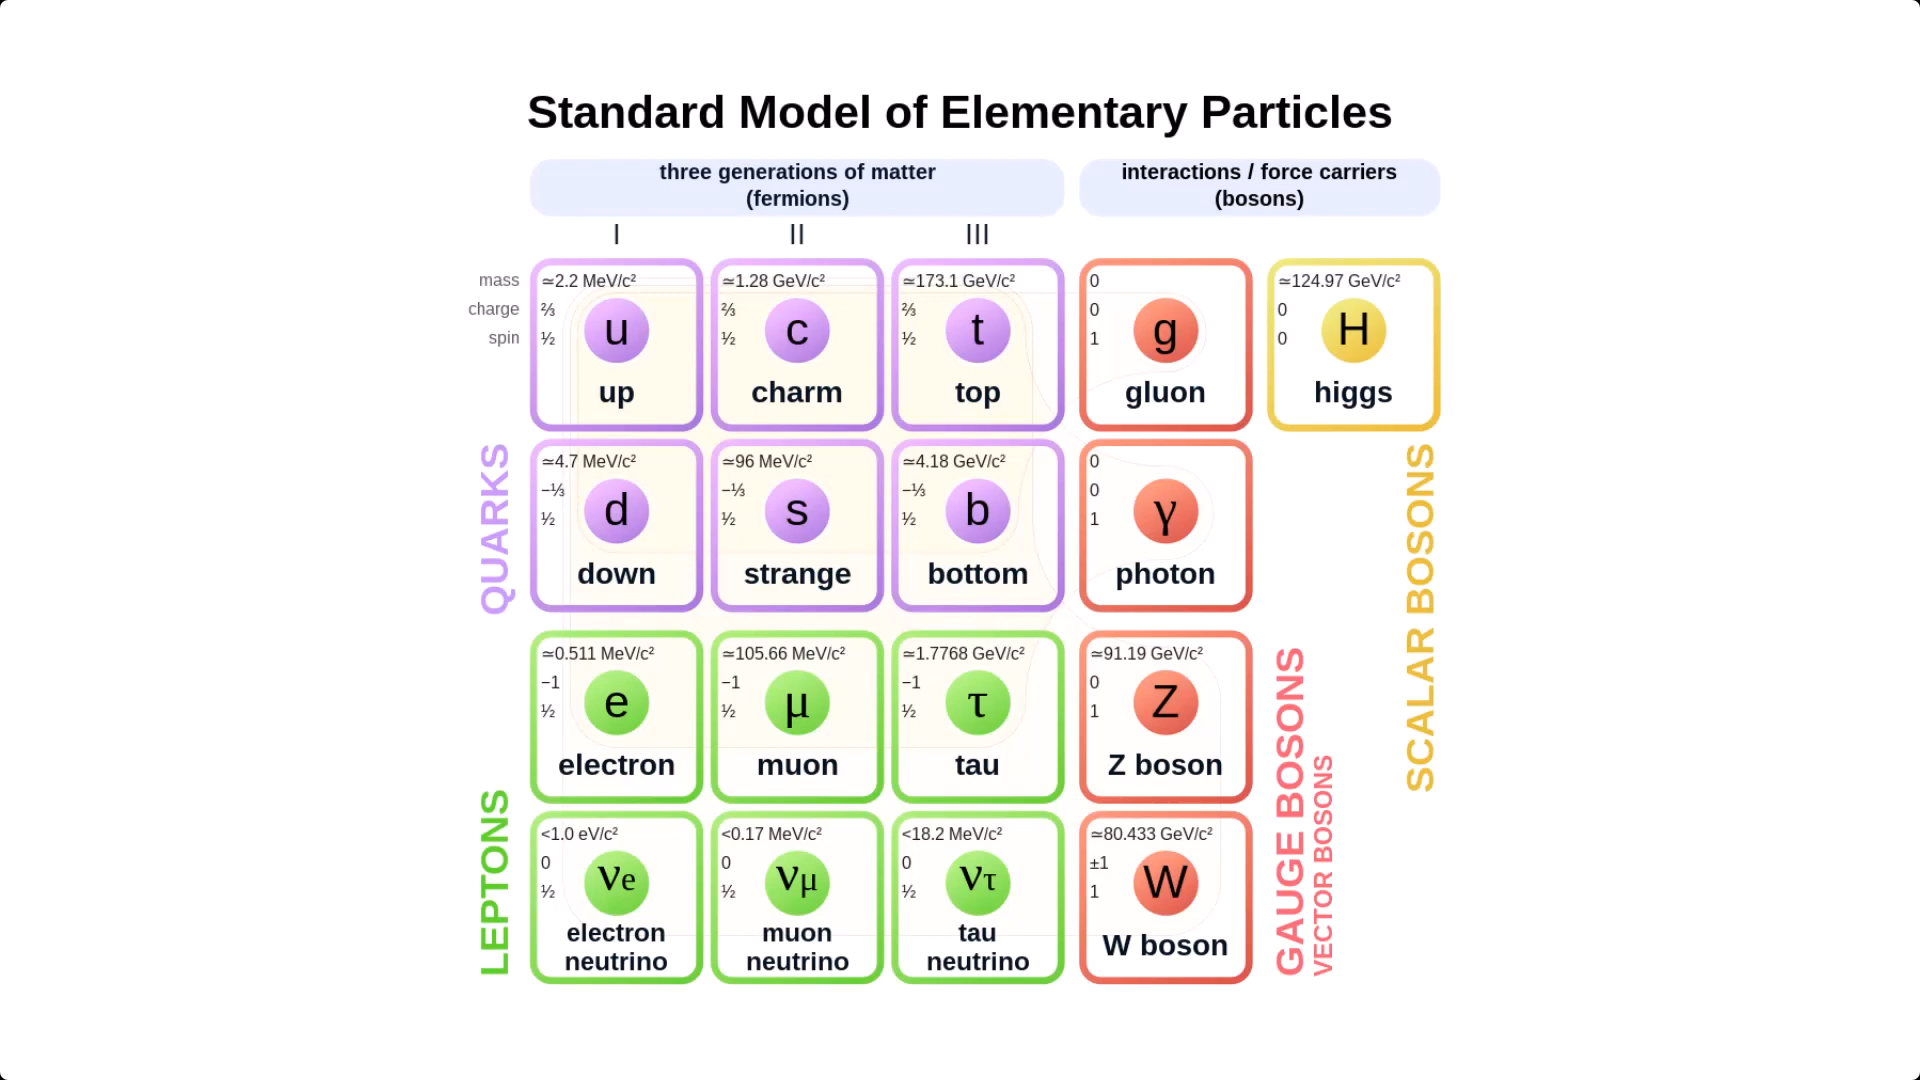 Standard Model of Elementary Particles
three generations of matter
(fermions)
interactions / force carriers
(bosons)
I
II
III
mass
charge
spin
≃2.2 MeV/c²
⅔
½
u
up
≃1.28 GeV/c²
⅔
½
c
charm
≃173.1 GeV/c²
⅔
½
t
top
0
0
1
g
gluon
≃124.97 GeV/c²
0
0
H
higgs
QUARKS
≃4.7 MeV/c²
−⅓
½
d
down
≃96 MeV/c²
−⅓
½
s
strange
≃4.18 GeV/c²
−⅓
½
b
bottom
0
0
1
γ
photon
SCALAR BOSONS
≃0.511 MeV/c²
−1
½
e
electron
≃105.66 MeV/c²
−1
½
μ
muon
≃1.7768 GeV/c²
−1
½
τ
tau
≃91.19 GeV/c²
0
1
Z
Z boson
LEPTONS
<1.0 eV/c²
0
½
νe
electron
neutrino
<0.17 MeV/c²
0
½
νμ
muon
neutrino
<18.2 MeV/c²
0
½
ντ
tau
neutrino
≃80.433 GeV/c²
±1
1
W
W boson
GAUGE BOSONS
VECTOR BOSONS